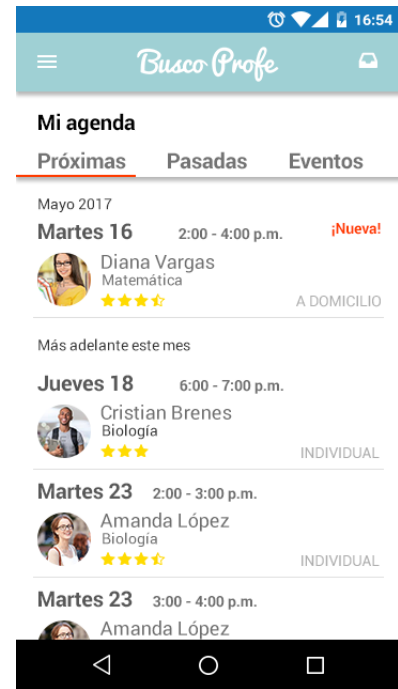 16:54
Busco Profe
Mi agenda
Próximas Pasadas Eventos
Mayo 2017
Martes 16 2:00 - 4:00 p.m. ¡Nueva!
Diana Vargas
Matemática
A DOMICILIO
Más adelante este mes
Jueves 18 6:00 - 7:00 p.m.
Cristian Brenes
Biología
INDIVIDUAL
Martes 23 2:00 - 3:00 p.m.
Amanda López
Biología
INDIVIDUAL
Martes 23 3:00 - 4:00 p.m.
Amanda López